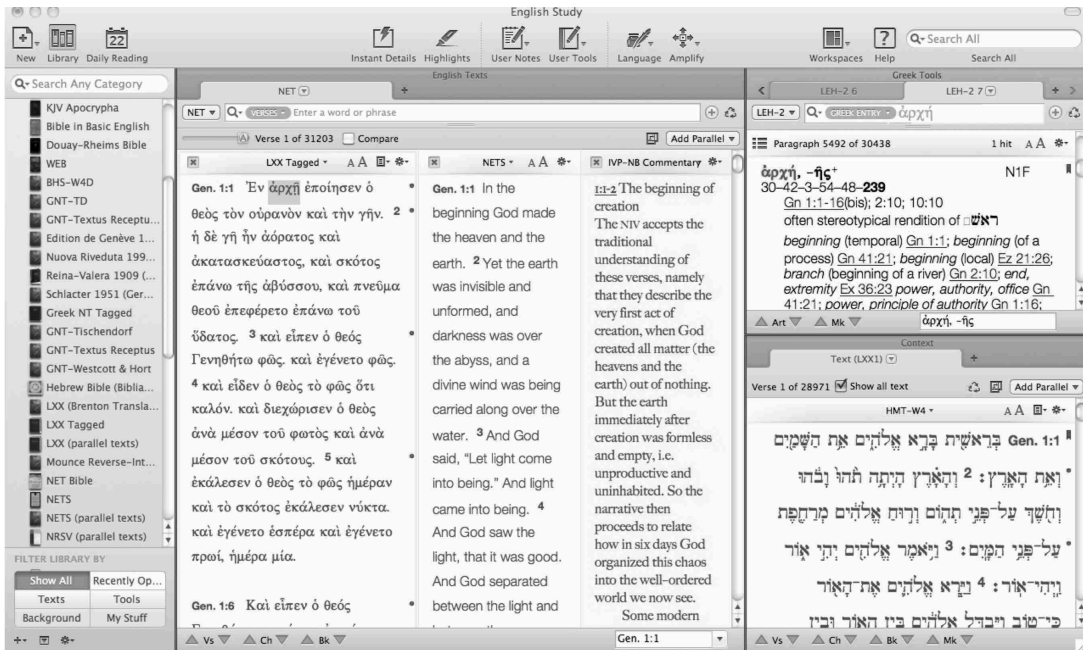 English Study
New Library Daily Reading Instant Details Highlights User Notes User Tools Language Amplify Workspaces Help Search All
22
Search All
Search Any Category
KJV Apocrypha
Bible in Basic English
Douay-Rheims Bible
WEB
BHS-W4D
GNT-TD
GNT-Textus Receptu...
Edition de Genève 1...
Nuova Riveduta 199...
Reina-Valera 1909 (...
Schlacter 1951 (Ger...
Greek NT Tagged
GNT-Tischendorf
GNT-Textus Receptus
GNT-Westcott & Hort
Hebrew Bible (Biblia...
LXX (Brenton Transla...
LXX Tagged
LXX (parallel texts)
Mounce Reverse-Int...
NET Bible
NETS
NETS (parallel texts)
NRSV (parallel texts)
FILTER LIBRARY BY
Show All Recently Op...
Texts Tools
Background My Stuff
English Texts
NET
NET VERSES Enter a word or phrase
Verse 1 of 31203 Compare Add Parallel
LXX Tagged AA
Gen. 1:1 Ἐν ἀρχῇ ἐποίησεν ὁ
θεὸς τὸν οὐρανὸν καὶ τὴν γῆν. 2
ἡ δὲ γῆ ἦν ἀόρατος καὶ
ἀκατασκεύαστος, καὶ σκότος
ἐπάνω τῆς ἀβύσσου, καὶ πνεῦμα
θεοῦ ἐπεφέρετο ἐπάνω τοῦ
ὕδατος. 3 καὶ εἶπεν ὁ θεός
Γενηθήτω φῶς. καὶ ἐγένετο φῶς.
4 καὶ εἶδεν ὁ θεὸς τὸ φῶς ὅτι
καλόν. καὶ διεχώρισεν ὁ θεὸς
ἀνὰ μέσον τοῦ φωτὸς καὶ ἀνὰ
μέσον τοῦ σκότους. 5 καὶ
ἐκάλεσεν ὁ θεὸς τὸ φῶς ἡμέραν
καὶ τὸ σκότος ἐκάλεσεν νύκτα.
καὶ ἐγένετο ἑσπέρα καὶ ἐγένετο
πρωί, ἡμέρα μία.
Gen. 1:6 Καὶ εἶπεν ὁ θεός
NETS AA
Gen. 1:1 In the
beginning God made
the heaven and the
earth. 2 Yet the earth
was invisible and
unformed, and
darkness was over
the abyss, and a
divine wind was being
carried along over the
water. 3 And God
said, “Let light come
into being.” And light
came into being. 4
And God saw the
light, that it was good.
And God separated
between the light and
IVP-NB Commentary
1:1-2 The beginning of
creation
The NIV accepts the
traditional
understanding of
these verses, namely
that they describe the
very first act of
creation, when God
created all matter (the
heavens and the
earth) out of nothing.
But the earth
immediately after
creation was formless
and empty, i.e.
unproductive and
uninhabited. So the
narrative then
proceeds to relate
how in six days God
organized this chaos
into the well-ordered
world we now see.
Some modern
Vs Ch Bk Gen. 1:1
Greek Tools
LEH-2 6 LEH-2 7
LEH-2 GREEK ENTRY ἀρχή
Paragraph 5492 of 30438 1 hit AA
ἀρχή, -ῆς+ N1F
30-42-3-54-48-239
Gn 1:1-16(bis); 2:10; 10:10
often stereotypical rendition of ראשׁ
beginning (temporal) Gn 1:1; beginning (of a
process) Gn 41:21; beginning (local) Ez 21:26;
branch (beginning of a river) Gn 2:10; end,
extremity Ex 36:23 power, authority, office Gn
41:21; power, principle of authority Gn 1:16;
Art Mk ἀρχή, -ῆς
Context
Text (LXX1)
Verse 1 of 28971 Show all text Add Parallel
HMT-W4 AA
Gen. 1:1 בְּרֵאשִׁ֖ית בָּרָ֣א אֱלֹהִ֑ים אֵ֥ת הַשָּׁמַ֖יִם
וְאֵ֥ת הָאָֽרֶץ׃ 2 וְהָאָ֗רֶץ הָיְתָ֥ה תֹ֙הוּ֙ וָבֹ֔הוּ
וְחֹ֖שֶׁךְ עַל־פְּנֵ֣י תְה֑וֹם וְר֣וּחַ אֱלֹהִ֔ים מְרַחֶ֖פֶת
עַל־פְּנֵ֥י הַמָּֽיִם׃ 3 וַיֹּ֥אמֶר אֱלֹהִ֖ים יְהִ֣י א֑וֹר
וַֽיְהִי־אֽוֹר׃ 4 וַיַּ֧רְא אֱלֹהִ֛ים אֶת־הָא֖וֹר
כִּי־ט֑וֹב וַיַּבְדֵּ֣ל אֱלֹהִ֔ים בֵּ֥ין הָא֖וֹר וּבֵ֥ין
Vs Ch Bk Mk